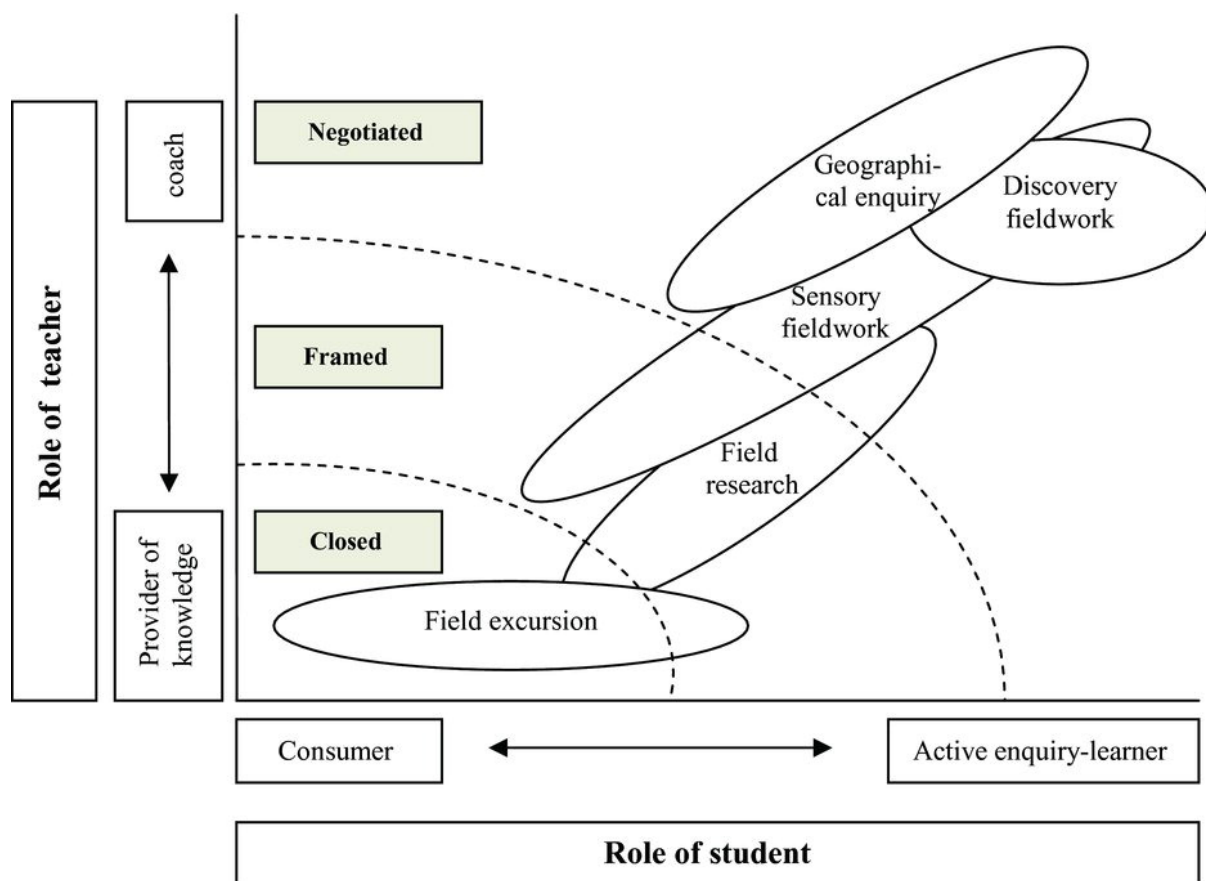 Role of teacher
coach
Provider of
knowledge
Negotiated
Framed
Closed
Geographi-
cal enquiry
Discovery
fieldwork
Sensory
fieldwork
Field
research
Field excursion
Consumer
Active enquiry-learner
Role of student